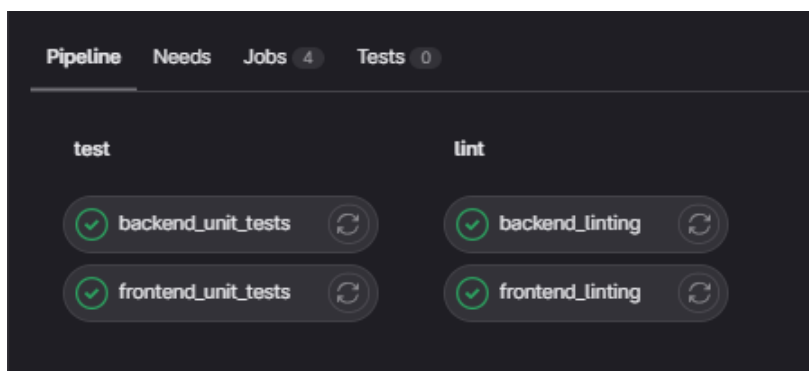 Pipeline Needs Jobs 4 Tests 0
test lint
backend_unit_tests backend_linting
frontend_unit_tests frontend_linting